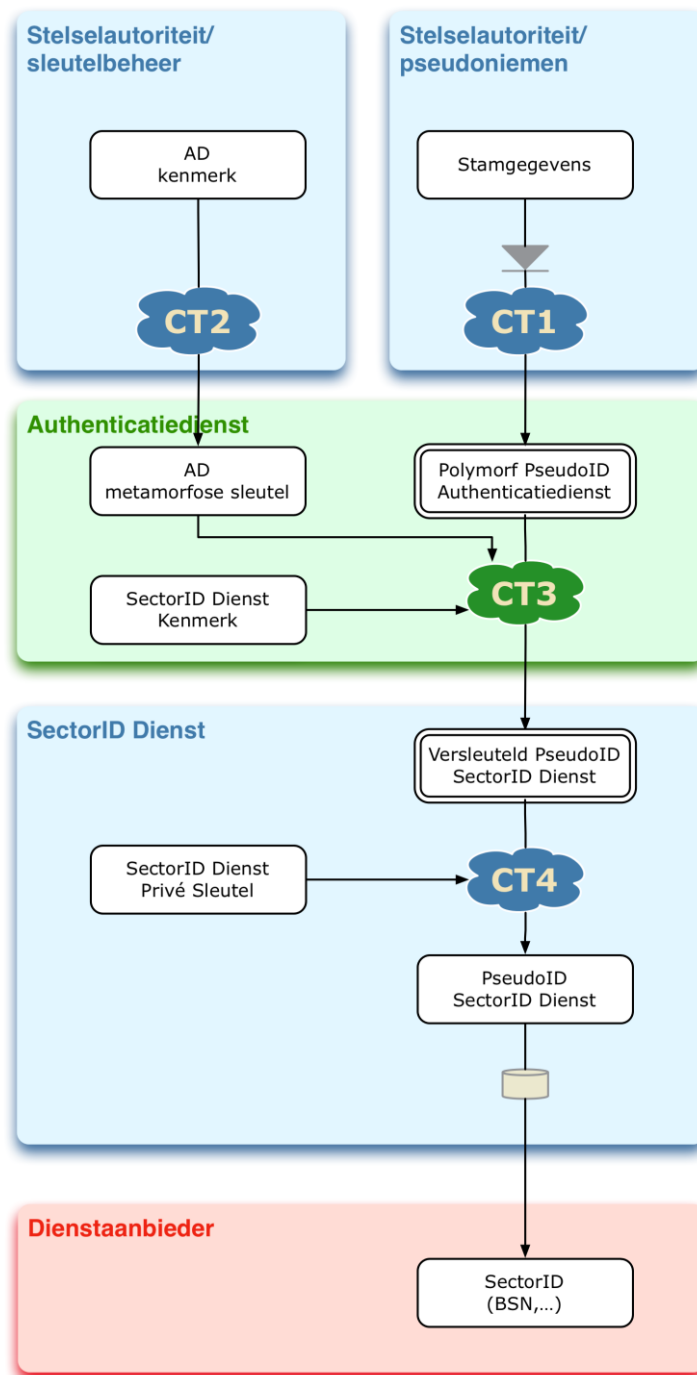 Stelselautoriteit/
sleutelbeheer
Stelselautoriteit/
pseudoniemen
AD
kenmerk
Stamgegevens
CT2
CT1
Authenticatiedienst
AD
metamorfose sleutel
Polymorf PseudoID
Authenticatiedienst
SectorID Dienst
Kenmerk
CT3
SectorID Dienst
Versleuteld PseudoID
SectorID Dienst
SectorID Dienst
Privé Sleutel
CT4
PseudoID
SectorID Dienst
Dienstaanbieder
SectorID
(BSN,...)